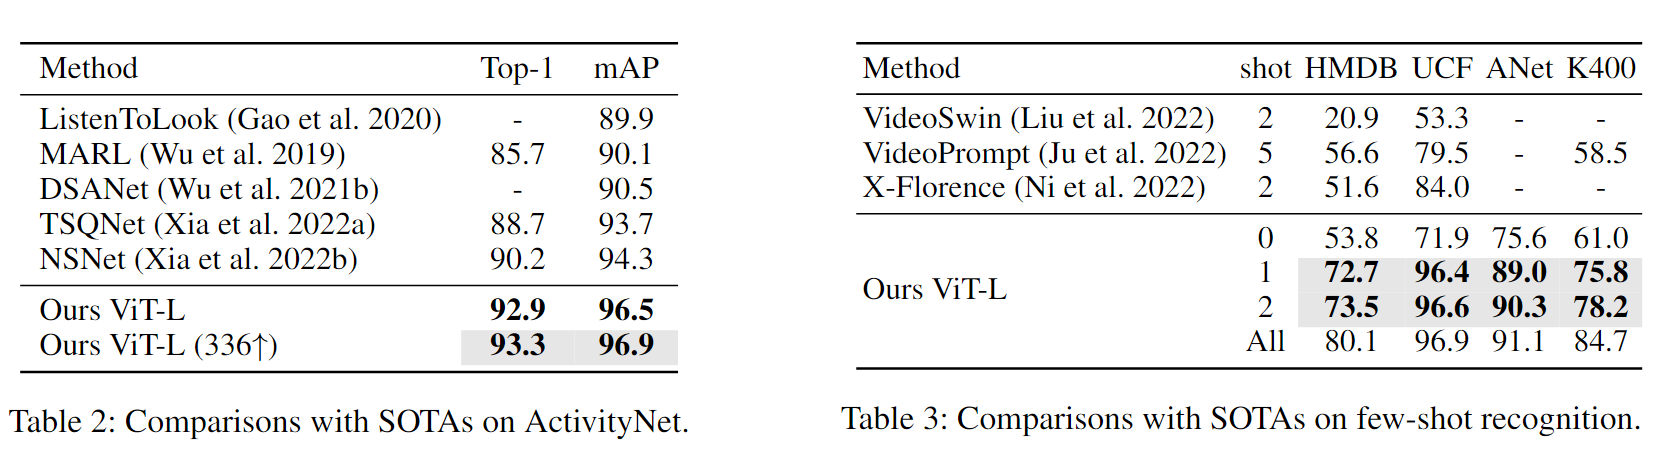 Method Top-1 mAP
ListenToLook (Gao et al. 2020) - 89.9
MARL (Wu et al. 2019) 85.7 90.1
DSANet (Wu et al. 2021b) - 90.5
TSQNet (Xia et al. 2022a) 88.7 93.7
NSNet (Xia et al. 2022b) 90.2 94.3
Ours ViT-L 92.9 96.5
Ours ViT-L (336↑) 93.3 96.9
Table 2: Comparisons with SOTAs on ActivityNet.
Method shot HMDB UCF ANet K400
VideoSwin (Liu et al. 2022) 2 20.9 53.3 - -
VideoPrompt (Ju et al. 2022) 5 56.6 79.5 - 58.5
X-Florence (Ni et al. 2022) 2 51.6 84.0 - -
0 53.8 71.9 75.6 61.0
1 72.7 96.4 89.0 75.8
Ours ViT-L
2 73.5 96.6 90.3 78.2
All 80.1 96.9 91.1 84.7
Table 3: Comparisons with SOTAs on few-shot recognition.